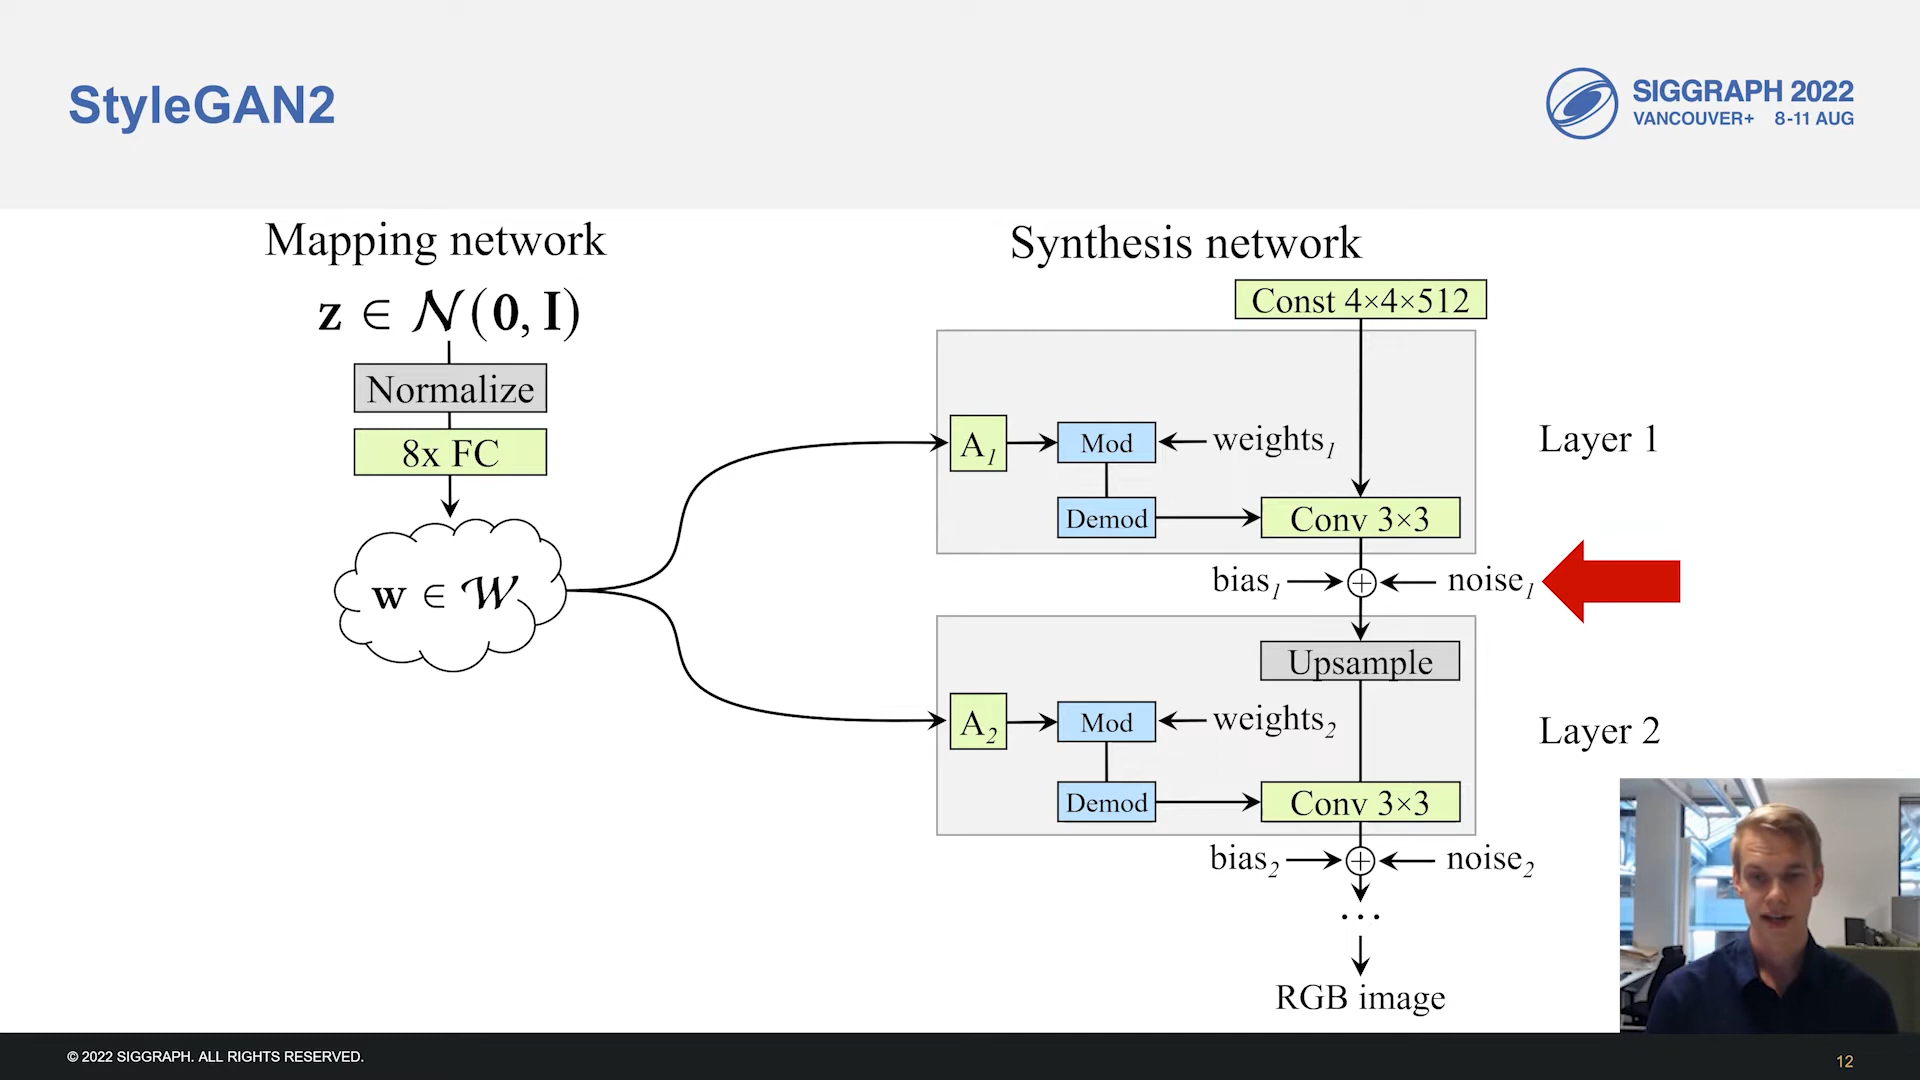 StyleGAN2
SIGGRAPH 2022
VANCOUVER+ 8-11 AUG
Mapping network
z ∈ 𝒩(0, I)
Normalize
8x FC
w ∈ 𝒲
Synthesis network
Const 4×4×512
A1
Mod
weights1
Layer 1
Demod
Conv 3×3
bias1
noise1
Upsample
A2
Mod
weights2
Layer 2
Demod
Conv 3×3
bias2
noise2
...
RGB image
© 2022 SIGGRAPH. ALL RIGHTS RESERVED.
12